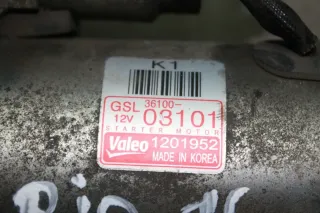 K1
GSL 36100-
12V 03101
STARTER MOTOR
Valeo 1201952
MADE IN KOREA